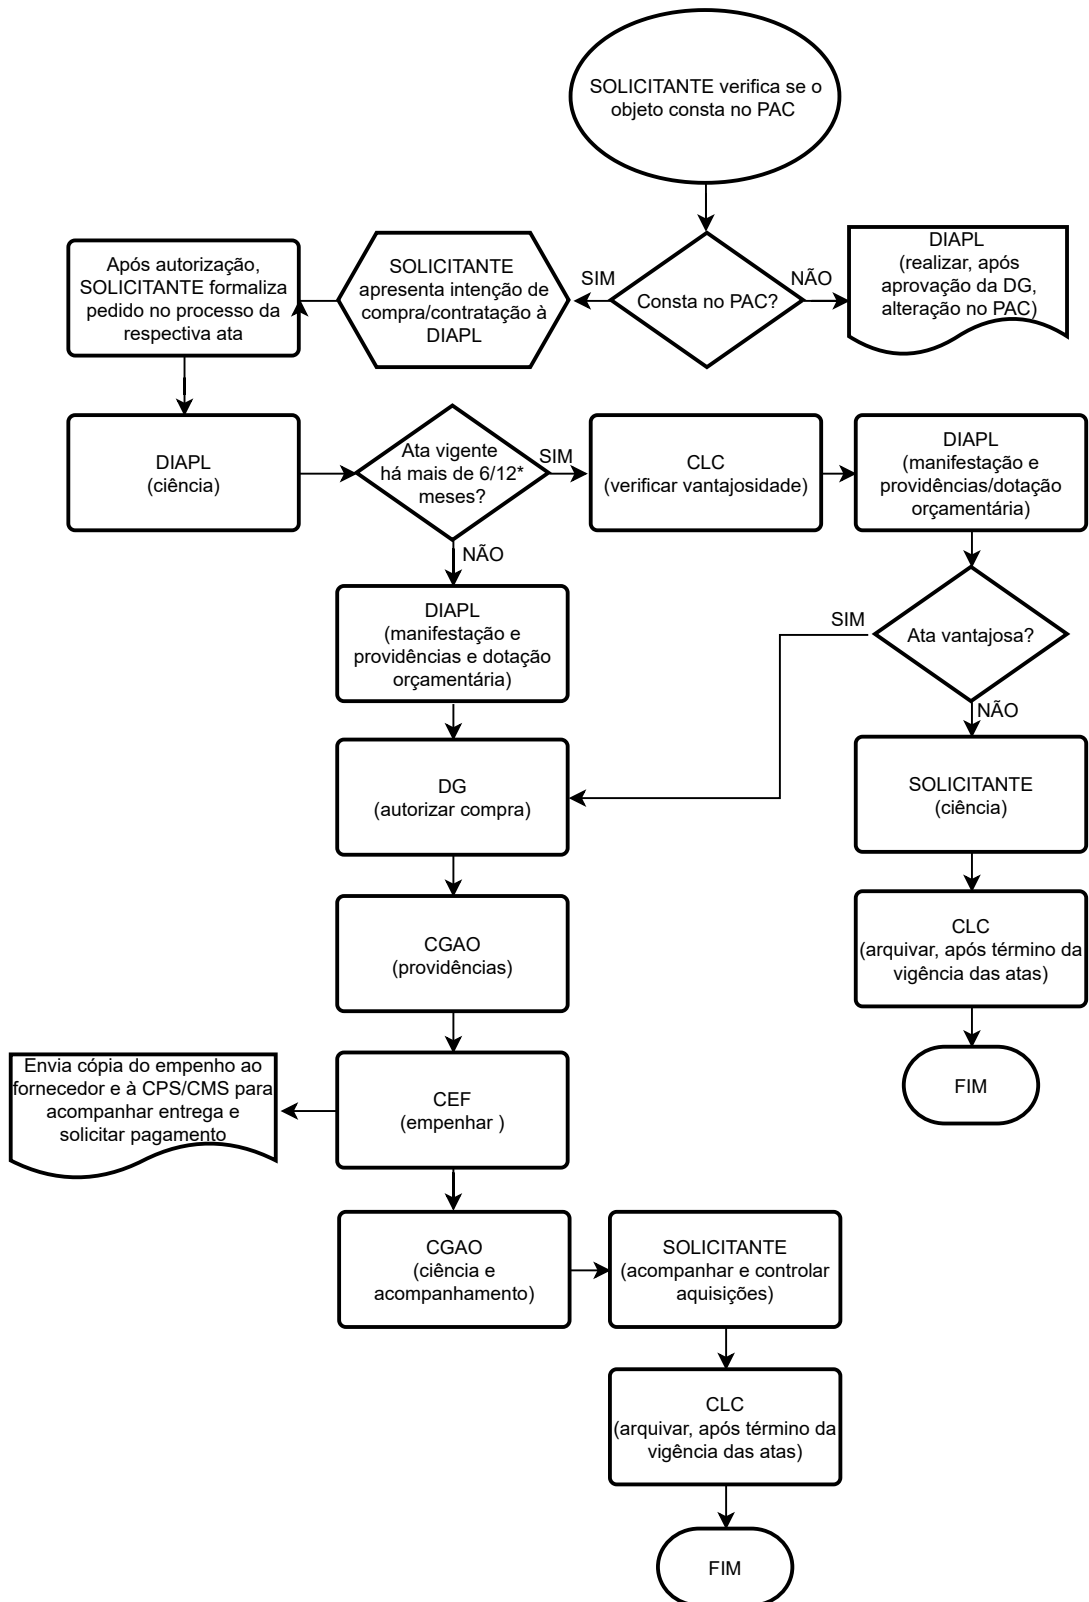 SOLICITANTE verifica se o
objeto consta no PAC
Consta no PAC?
SIM
NÃO
DIAPL
(realizar, após
aprovação da DG,
alteração no PAC)
SOLICITANTE
apresenta intenção de
compra/contratação à
DIAPL
Após autorização,
SOLICITANTE formaliza
pedido no processo da
respectiva ata
DIAPL
(ciência)
Ata vigente
há mais de 6/12*
meses?
SIM
NÃO
CLC
(verificar vantajosidade)
DIAPL
(manifestação e
providências/dotação
orçamentária)
Ata vantajosa?
SIM
NÃO
DIAPL
(manifestação e
providências e dotação
orçamentária)
DG
(autorizar compra)
SOLICITANTE
(ciência)
CLC
(arquivar, após término da
vigência das atas)
FIM
CGAO
(providências)
CEF
(empenhar )
Envia cópia do empenho ao
fornecedor e à CPS/CMS para
acompanhar entrega e
solicitar pagamento
CGAO
(ciência e
acompanhamento)
SOLICITANTE
(acompanhar e controlar
aquisições)
CLC
(arquivar, após término da
vigência das atas)
FIM